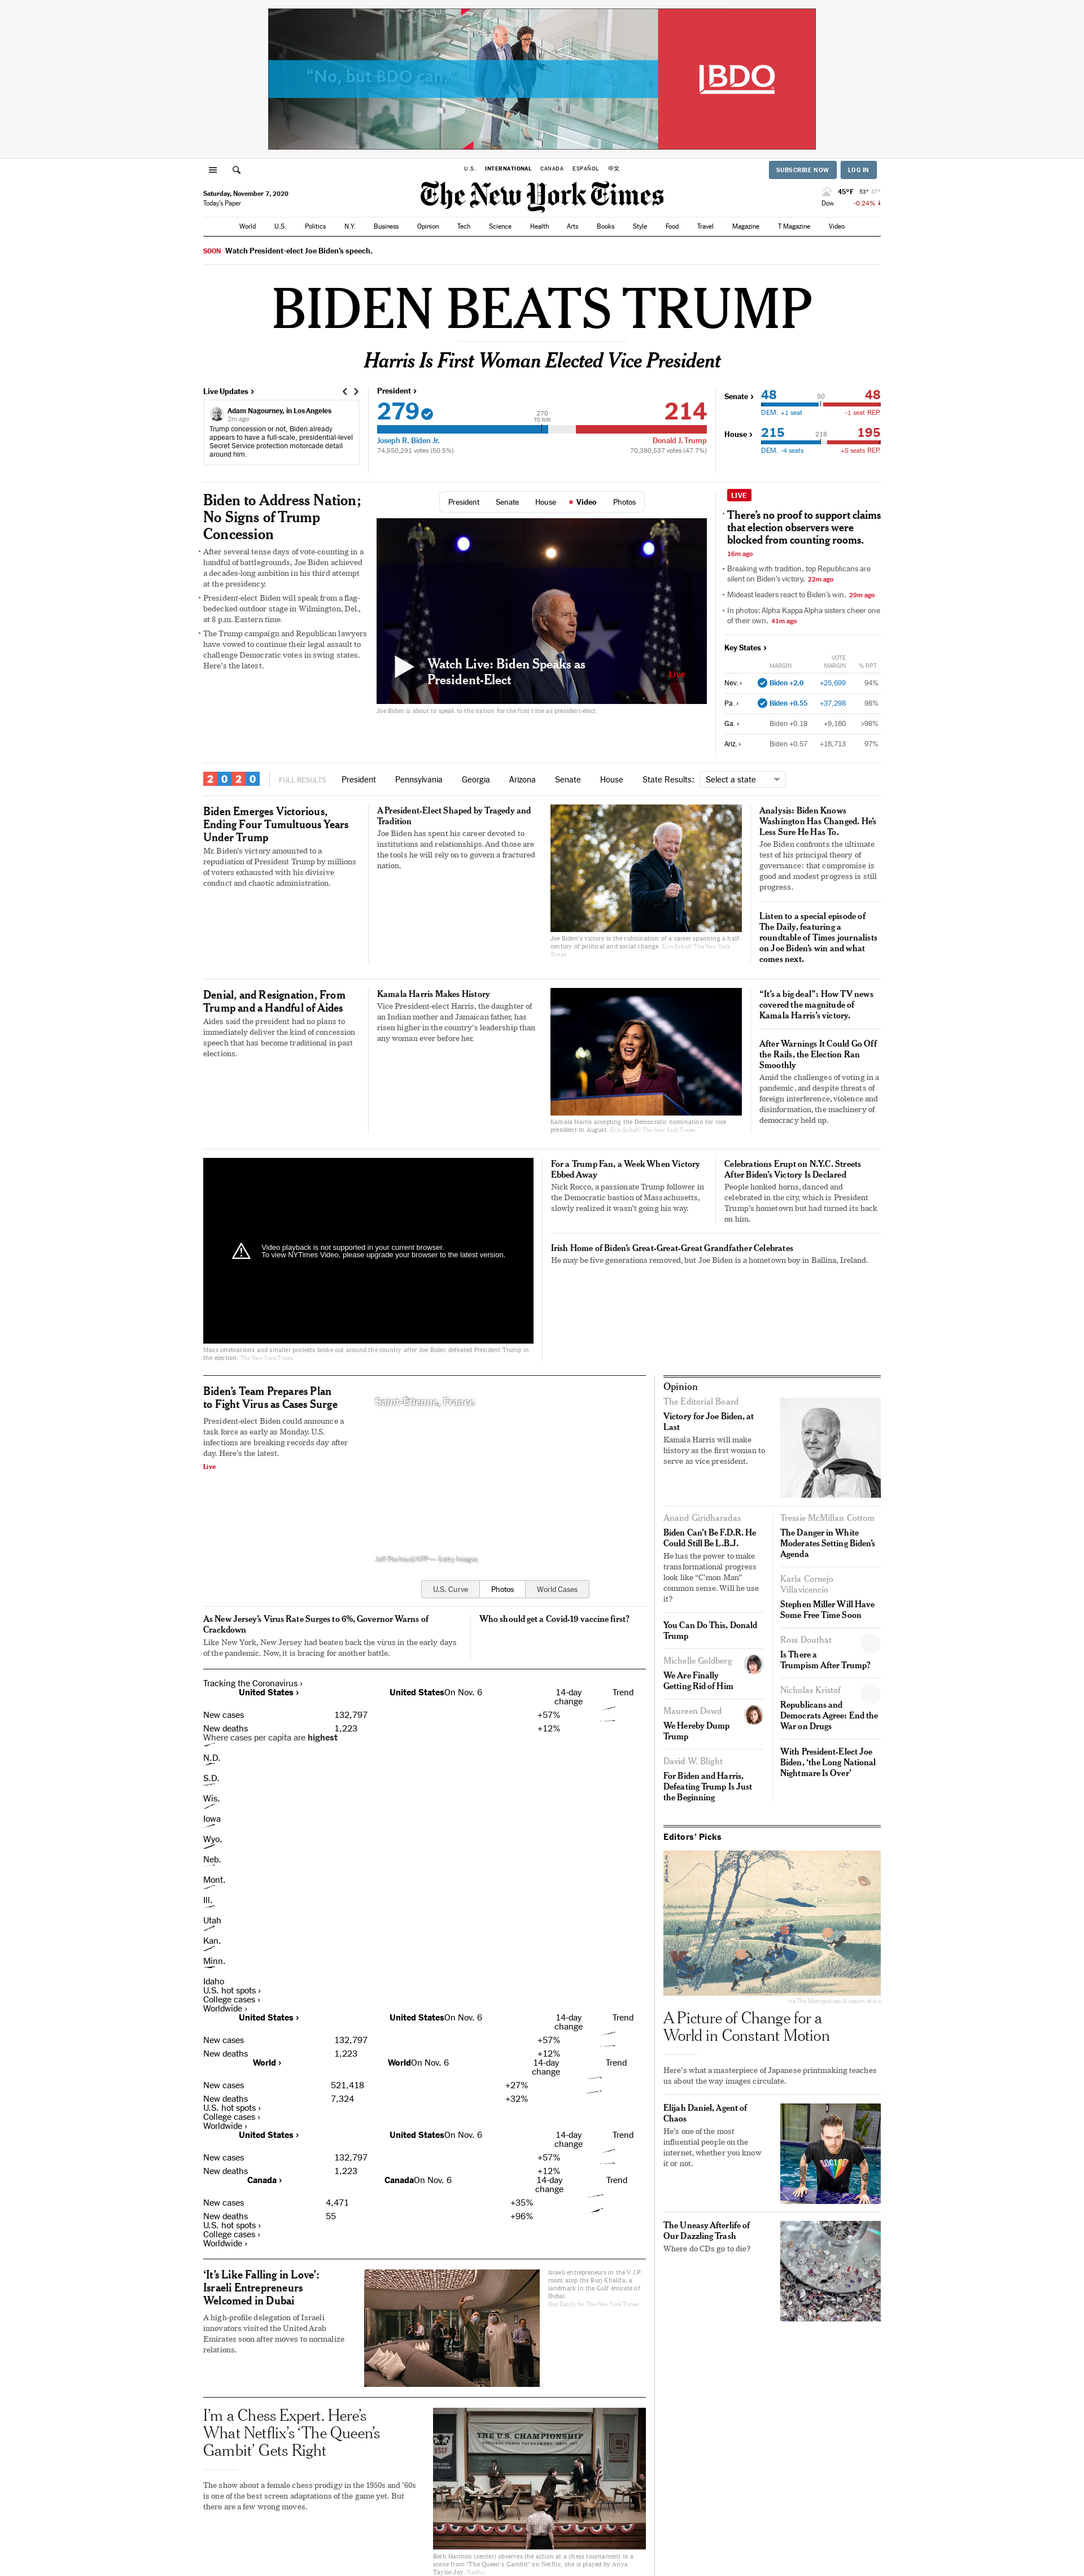 "No, but BDO can."
BDO
U.S. INTERNATIONAL CANADA ESPAÑOL 中文
SUBSCRIBE NOW LOG IN
Saturday, November 7, 2020
Today's Paper
The New York Times
45°F 53° 37°
Dow -0.24% ↓
World U.S. Politics N.Y. Business Opinion Tech Science Health Arts Books Style Food Travel Magazine T Magazine Video
SOON Watch President-elect Joe Biden's speech.
BIDEN BEATS TRUMP
Harris Is First Woman Elected Vice President
Live Updates ›
Adam Nagourney, in Los Angeles
2m ago
Trump concession or not, Biden already
appears to have a full-scale, presidential-level
Secret Service protection motorcade detail
around him.
President ›
279 214
270
TO WIN
Joseph R. Biden Jr. Donald J. Trump
74,550,291 votes (50.5%) 70,380,537 votes (47.7%)
Senate › 48 50 48
DEM. +1 seat -1 seat REP.
House › 215 218 195
DEM. -4 seats +5 seats REP.
Biden to Address Nation;
No Signs of Trump
Concession
• After several tense days of vote-counting in a
handful of battlegrounds, Joe Biden achieved
a decades-long ambition in his third attempt
at the presidency.
• President-elect Biden will speak from a flag-
bedecked outdoor stage in Wilmington, Del.,
at 8 p.m. Eastern time.
• The Trump campaign and Republican lawyers
have vowed to continue their legal assault to
challenge Democratic votes in swing states.
Here's the latest.
President Senate House • Video Photos
Watch Live: Biden Speaks as
President-Elect
Live
Joe Biden is about to speak to the nation for the first time as president-elect.
LIVE
• There's no proof to support claims
that election observers were
blocked from counting rooms.
16m ago
• Breaking with tradition, top Republicans are
silent on Biden's victory. 22m ago
• Mideast leaders react to Biden's win. 29m ago
• In photos: Alpha Kappa Alpha sisters cheer one
of their own. 41m ago
Key States ›
MARGIN VOTE MARGIN % RPT.
Nev. › Biden +2.0 +25,699 94%
Pa. › Biden +0.55 +37,298 98%
Ga. › Biden +0.18 +9,160 >98%
Ariz. › Biden +0.57 +18,713 97%
2020 FULL RESULTS President Pennsylvania Georgia Arizona Senate House State Results: Select a state
Biden Emerges Victorious,
Ending Four Tumultuous Years
Under Trump
Mr. Biden's victory amounted to a
repudiation of President Trump by millions
of voters exhausted with his divisive
conduct and chaotic administration.
A President-Elect Shaped by Tragedy and
Tradition
Joe Biden has spent his career devoted to
institutions and relationships. And those are
the tools he will rely on to govern a fractured
nation.
Joe Biden's victory is the culmination of a career spanning a half-
century of political and social change. Erin Schaff/The New York
Times
Analysis: Biden Knows
Washington Has Changed. He's
Less Sure He Has To.
Joe Biden confronts the ultimate
test of his principal theory of
governance: that compromise is
good and modest progress is still
progress.
Listen to a special episode of
The Daily, featuring a
roundtable of Times journalists
on Joe Biden's win and what
comes next.
Denial, and Resignation, From
Trump and a Handful of Aides
Aides said the president had no plans to
immediately deliver the kind of concession
speech that has become traditional in past
elections.
Kamala Harris Makes History
Vice President-elect Harris, the daughter of
an Indian mother and Jamaican father, has
risen higher in the country's leadership than
any woman ever before her.
Kamala Harris accepting the Democratic nomination for vice
president in August. Erin Schaff/The New York Times
"It's a big deal": How TV news
covered the magnitude of
Kamala Harris's victory.
After Warnings It Could Go Off
the Rails, the Election Ran
Smoothly
Amid the challenges of voting in a
pandemic, and despite threats of
foreign interference, violence and
disinformation, the machinery of
democracy held up.
Video playback is not supported in your current browser.
To view NYTimes Video, please upgrade your browser to the latest version.
Mass celebrations and smaller protests broke out around the country after Joe Biden defeated President Trump in
the election. The New York Times
For a Trump Fan, a Week When Victory
Ebbed Away
Nick Rocco, a passionate Trump follower in
the Democratic bastion of Massachusetts,
slowly realized it wasn't going his way.
Celebrations Erupt on N.Y.C. Streets
After Biden's Victory Is Declared
People honked horns, danced and
celebrated in the city, which is President
Trump's hometown but had turned its back
on him.
Irish Home of Biden's Great-Great-Great Grandfather Celebrates
He may be five generations removed, but Joe Biden is a hometown boy in Ballina, Ireland.
Biden's Team Prepares Plan
to Fight Virus as Cases Surge
President-elect Biden could announce a
task force as early as Monday. U.S.
infections are breaking records day after
day. Here's the latest.
Live
Saint-Étienne, France
Jeff Pachoud/AFP — Getty Images
U.S. Curve Photos World Cases
As New Jersey's Virus Rate Surges to 6%, Governor Warns of
Crackdown
Like New York, New Jersey had beaten back the virus in the early days
of the pandemic. Now, it is bracing for another battle.
Who should get a Covid-19 vaccine first?
Tracking the Coronavirus ›
United States › United StatesOn Nov. 6 14-day change Trend
New cases 132,797 +57%
New deaths 1,223 +12%
Where cases per capita are highest
N.D.
S.D.
Wis.
Iowa
Wyo.
Neb.
Mont.
Ill.
Utah
Kan.
Minn.
Idaho
U.S. hot spots ›
College cases ›
Worldwide ›
United States › United StatesOn Nov. 6 14-day change Trend
New cases 132,797 +57%
New deaths 1,223 +12%
World › WorldOn Nov. 6 14-day change Trend
New cases 521,418 +27%
New deaths 7,324 +32%
U.S. hot spots ›
College cases ›
Worldwide ›
United States › United StatesOn Nov. 6 14-day change Trend
New cases 132,797 +57%
New deaths 1,223 +12%
Canada › CanadaOn Nov. 6 14-day change Trend
New cases 4,471 +35%
New deaths 55 +96%
U.S. hot spots ›
College cases ›
Worldwide ›
'It's Like Falling in Love':
Israeli Entrepreneurs
Welcomed in Dubai
A high-profile delegation of Israeli
innovators visited the United Arab
Emirates soon after moves to normalize
relations.
Israeli entrepreneurs in the V.I.P.
room atop the Burj Khalifa, a
landmark in the Gulf emirate of
Dubai.
Dan Balilty for The New York Times
I'm a Chess Expert. Here's
What Netflix's 'The Queen's
Gambit' Gets Right
The show about a female chess prodigy in the 1950s and '60s
is one of the best screen adaptations of the game yet. But
there are a few wrong moves.
USCF
THE U.S. CHAMPIONSHIP
Beth Harmon (center) observes the action at a chess tournament in a
scene from "The Queen's Gambit" on Netflix; she is played by Anya
Taylor-Joy. Netflix
Opinion
The Editorial Board
Victory for Joe Biden, at
Last
Kamala Harris will make
history as the first woman to
serve as vice president.
Anand Giridharadas
Biden Can't Be F.D.R. He
Could Still Be L.B.J.
He has the power to make
transformational progress
look like "C'mon Man"
common sense. Will he use
it?
You Can Do This, Donald
Trump
Michelle Goldberg
We Are Finally
Getting Rid of Him
Maureen Dowd
We Hereby Dump
Trump
David W. Blight
For Biden and Harris,
Defeating Trump Is Just
the Beginning
Tressie McMillan Cottom
The Danger in White
Moderates Setting Biden's
Agenda
Karla Cornejo
Villavicencio
Stephen Miller Will Have
Some Free Time Soon
Ross Douthat
Is There a
Trumpism After Trump?
Nicholas Kristof
Republicans and
Democrats Agree: End the
War on Drugs
With President-Elect Joe
Biden, 'the Long National
Nightmare Is Over'
Editors' Picks
via The Metropolitan Museum of Art
A Picture of Change for a
World in Constant Motion
Here's what a masterpiece of Japanese printmaking teaches
us about the way images circulate.
Elijah Daniel, Agent of
Chaos
He's one of the most
influential people on the
internet, whether you know
it or not.
The Uneasy Afterlife of
Our Dazzling Trash
Where do CDs go to die?